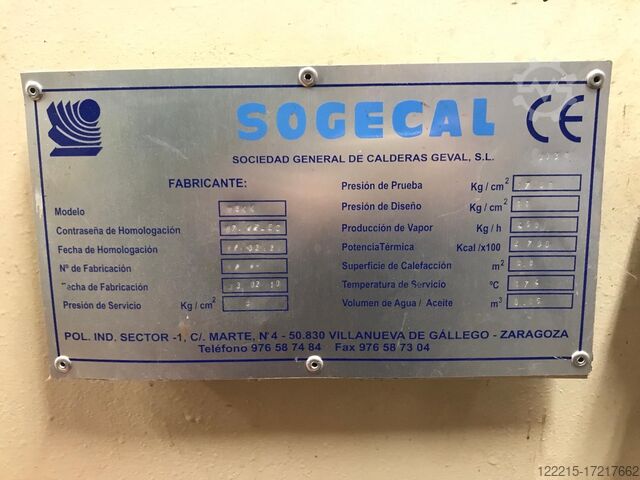 SOGECAL CE
SOCIEDAD GENERAL DE CALDERAS GEVAL, S.L.
FABRICANTE:
Modelo
Contraseña de Homologación
Fecha de Homologación
Nº de Fabricación
Fecha de Fabricación
Presión de Servicio Kg / cm²
Presión de Prueba Kg / cm²
Presión de Diseño Kg / cm²
Producción de Vapor Kg / h
PotenciaTérmica Kcal /x100
Superficie de Calefacción m²
Temperatura de Servicio ºC
Volumen de Agua / Aceite m³
POL. IND. SECTOR -1, C/. MARTE, Nº 4 - 50.830 VILLANUEVA DE GÁLLEGO - ZARAGOZA
Teléfono 976 58 74 84 Fax 976 58 73 04
122215-17217662